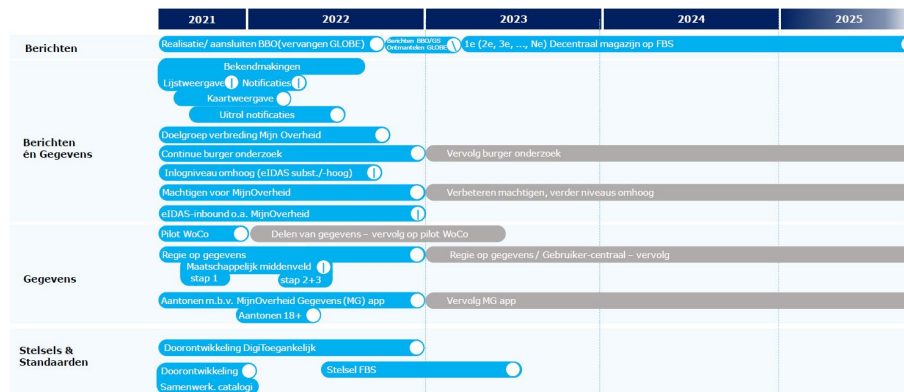 2021 2022 2023 2024 2025
Berichten
Realisatie/ aansluiten BBO(vervangen GLOBE)
Berichten BBO/GS
Ontmantelen GLOBE
1e (2e, 3e, ..., Ne) Decentraal magazijn op FBS
Berichten
én Gegevens
Bekendmakingen
Lijstweergave Notificaties
Kaartweergave
Uitrol notificaties
Doelgroep verbreding Mijn Overheid
Continue burger onderzoek
Vervolg burger onderzoek
Inlogniveau omhoog (eIDAS subst./-hoog)
Machtigen voor MijnOverheid
Verbeteren machtigen, verder niveaus omhoog
eIDAS-inbound o.a. MijnOverheid
Gegevens
Pilot WoCo
Delen van gegevens – vervolg op pilot WoCo
Regie op gegevens
Regie op gegevens / Gebruiker-centraal – vervolg
Maatschappelijk middenveld
stap 1
stap 2+3
Aantonen m.b.v. MijnOverheid Gegevens (MG) app
Vervolg MG app
Aantonen 18+
Stelsels &
Standaarden
Doorontwikkeling DigiToegankelijk
Doorontwikkeling
Samenwerk. catalogi
Stelsel FBS